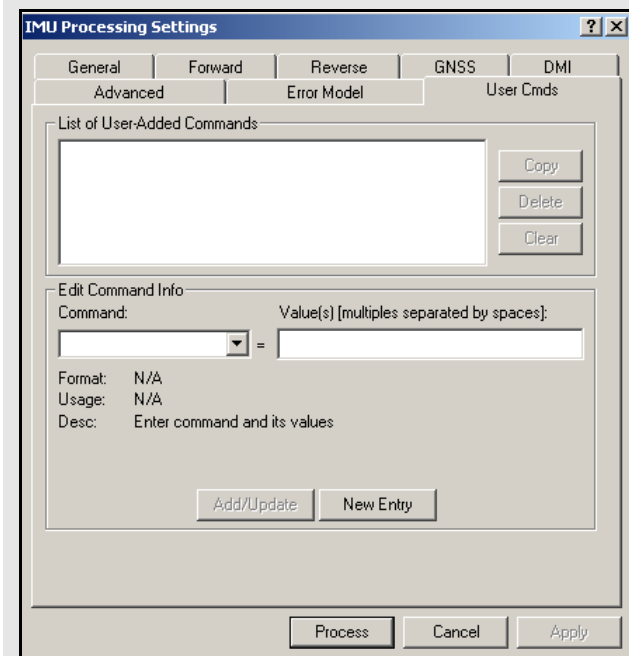 IMU Processing Settings
General Forward Reverse GNSS DMI
Advanced Error Model User Cmds
List of User-Added Commands
Copy
Delete
Clear
Edit Command Info
Command: Value(s) [multiples separated by spaces]:
=
Format: N/A
Usage: N/A
Desc: Enter command and its values
Add/Update New Entry
Process Cancel Apply